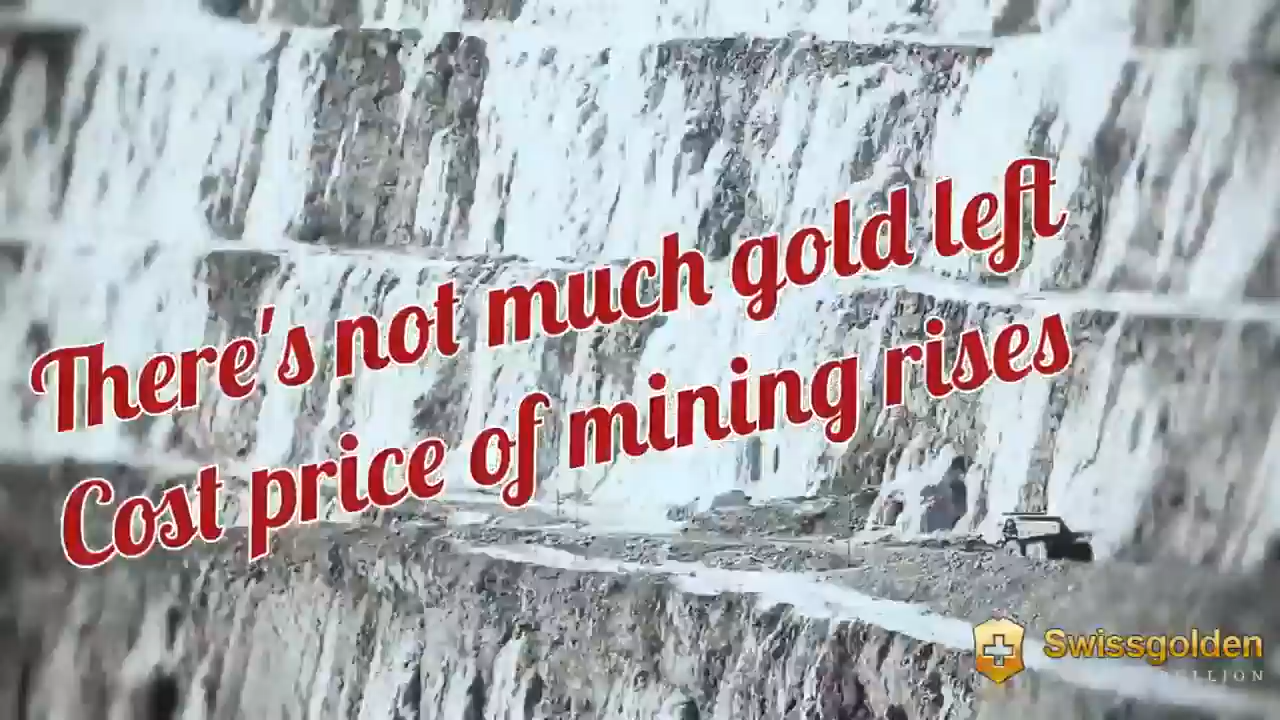 There's not much gold left
Cost price of mining rises
Swissgolden